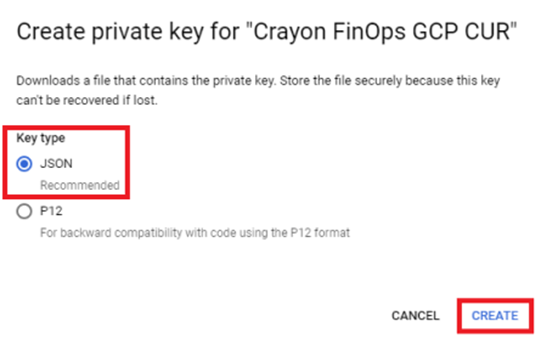 Create private key for "Crayon FinOps GCP CUR"
Downloads a file that contains the private key. Store the file securely because this key
can't be recovered if lost.
Key type
JSON
Recommended
P12
For backward compatibility with code using the P12 format
CANCEL CREATE